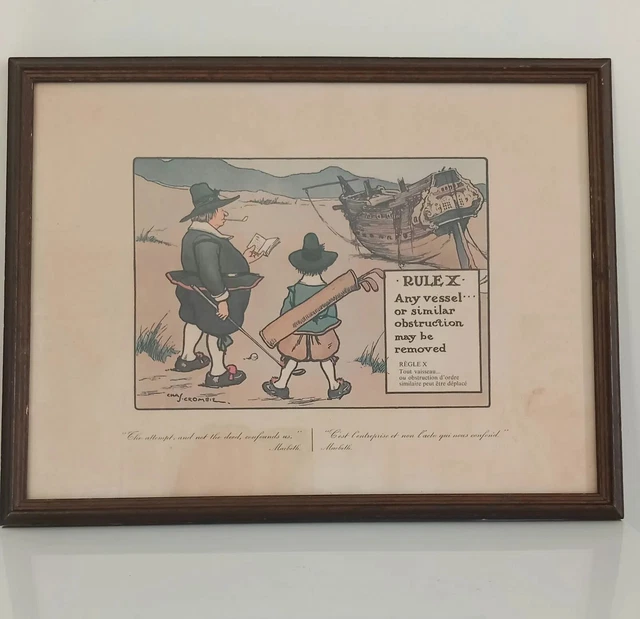 ·RULE X·
Any vessel···
or similar
obstruction
may be
removed
RÈGLE X
Tout vaisseau...
ou obstruction d'ordre
similaire peut être déplacé
CHAS. CROMBIE.
"The attempt, and not the deed, confounds us."
Macbeth.
"C'est l'entreprise et non l'acte qui nous confond."
Macbeth.